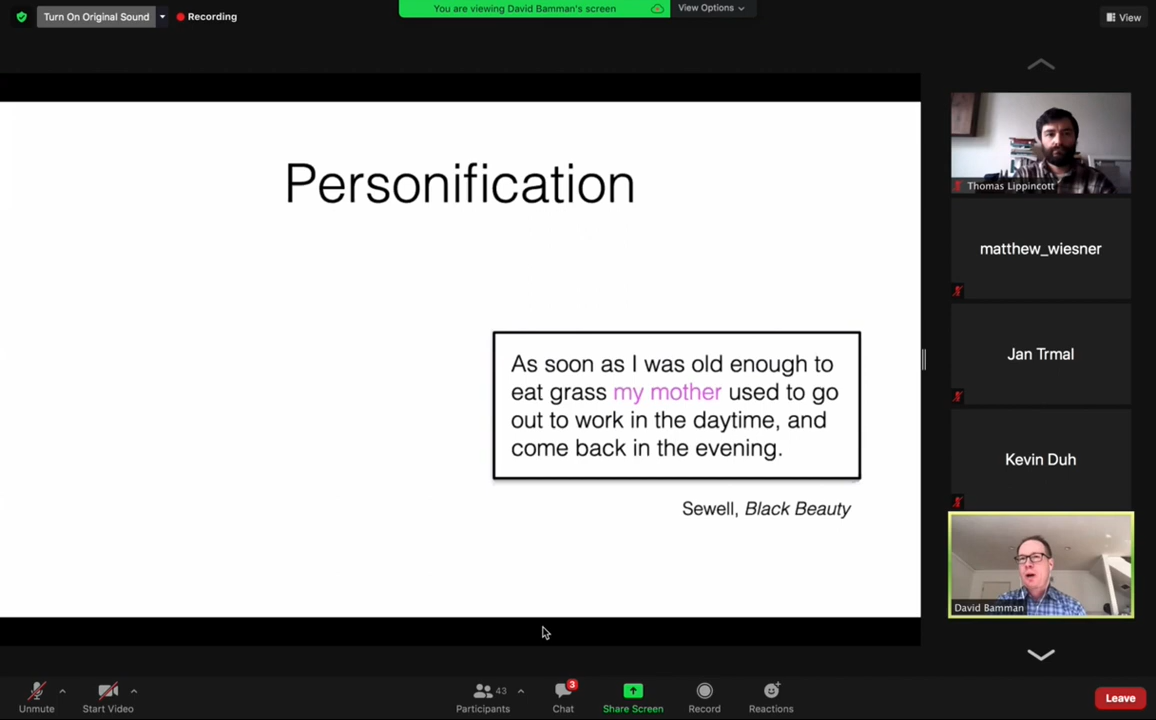 Turn On Original Sound
Recording
You are viewing David Bamman's screen
View Options
View
Personification
As soon as I was old enough to
eat grass my mother used to go
out to work in the daytime, and
come back in the evening.
Sewell, Black Beauty
Thomas Lippincott
matthew_wiesner
Jan Trmal
Kevin Duh
David Bamman
Unmute
Start Video
43
Participants
3
Chat
Share Screen
Record
Reactions
Leave